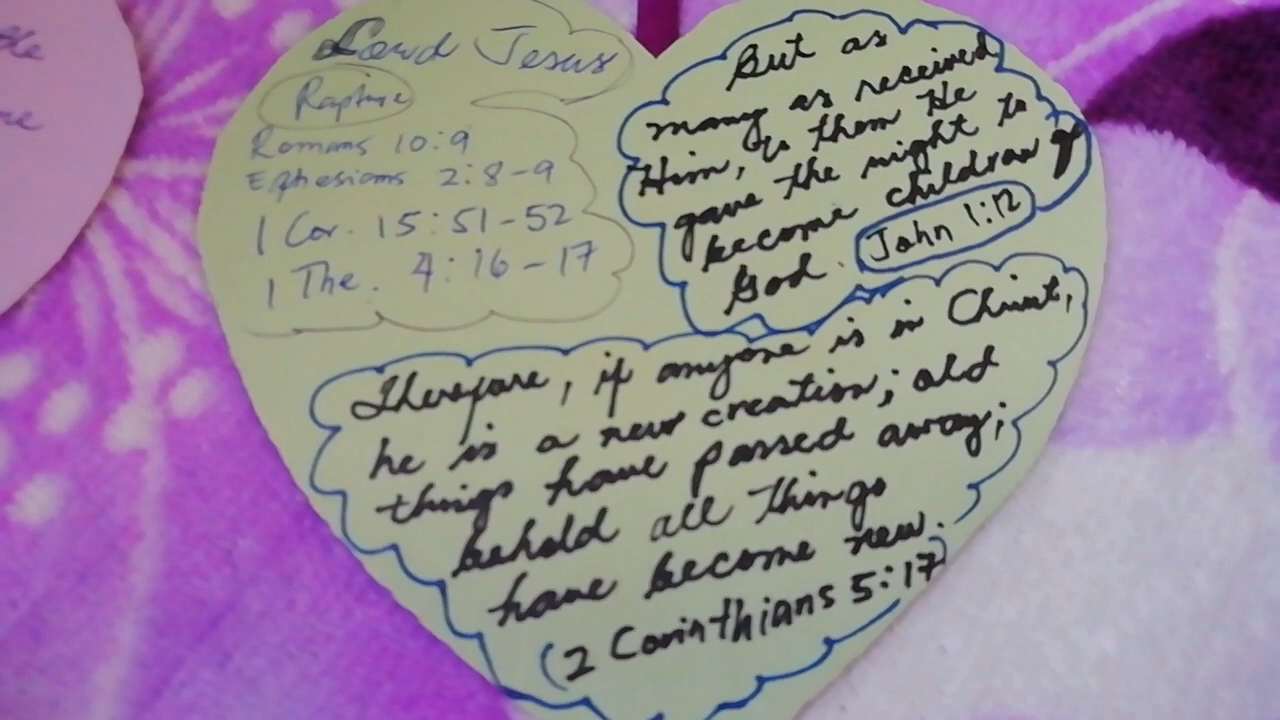 Lord Jesus
Rapture
Romans 10:9
Ephesians 2:8-9
1 Cor. 15:51-52
1 The. 4:16-17
But as
many as received
Him, to them He
gave the might to
become children of
God. John 1:12
Therefore, if anyone is in Christ,
he is a new creation; old
things have passed away;
behold all things
have become new.
(2 Corinthians 5:17)